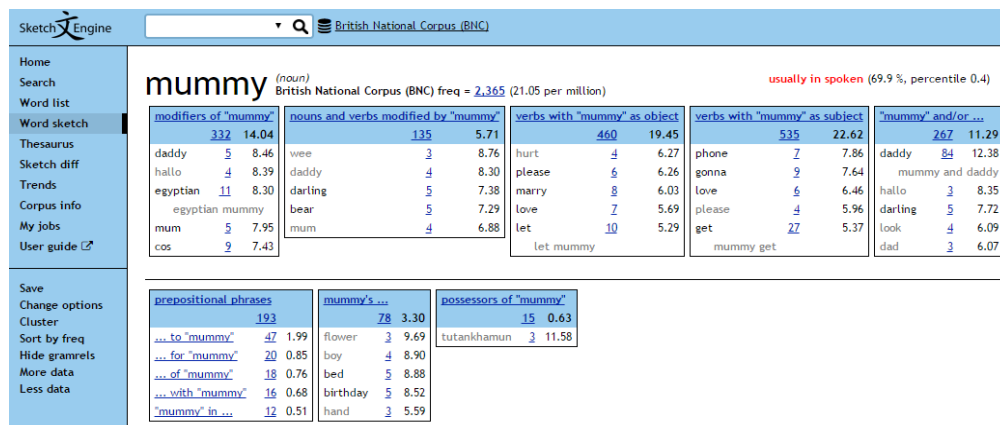 Sketch Engine
British National Corpus (BNC)
Home
Search
Word list
Word sketch
Thesaurus
Sketch diff
Trends
Corpus info
My jobs
User guide
Save
Change options
Cluster
Sort by freq
Hide gramrels
More data
Less data
mummy (noun)
British National Corpus (BNC) freq = 2,365 (21.05 per million)
usually in spoken (69.9 %, percentile 0.4)
modifiers of "mummy"
332 14.04
daddy 5 8.46
hallo 4 8.39
egyptian 11 8.30
egyptian mummy
mum 5 7.95
cos 9 7.43
nouns and verbs modified by "mummy"
135 5.71
wee 3 8.76
daddy 4 8.30
darling 5 7.38
bear 5 7.29
mum 4 6.88
verbs with "mummy" as object
460 19.45
hurt 4 6.27
please 6 6.26
marry 8 6.03
love 7 5.69
let 10 5.29
let mummy
verbs with "mummy" as subject
535 22.62
phone 7 7.86
gonna 9 7.64
love 6 6.46
please 4 5.96
get 27 5.37
mummy get
"mummy" and/or ...
267 11.29
daddy 84 12.38
mummy and daddy
hallo 3 8.35
darling 5 7.72
look 4 6.09
dad 3 6.07
prepositional phrases
193
... to "mummy" 47 1.99
... for "mummy" 20 0.85
... of "mummy" 18 0.76
... with "mummy" 16 0.68
"mummy" in ... 12 0.51
mummy's ...
78 3.30
flower 3 9.69
boy 4 8.90
bed 5 8.88
birthday 5 8.52
hand 3 5.59
possessors of "mummy"
15 0.63
tutankhamun 3 11.58